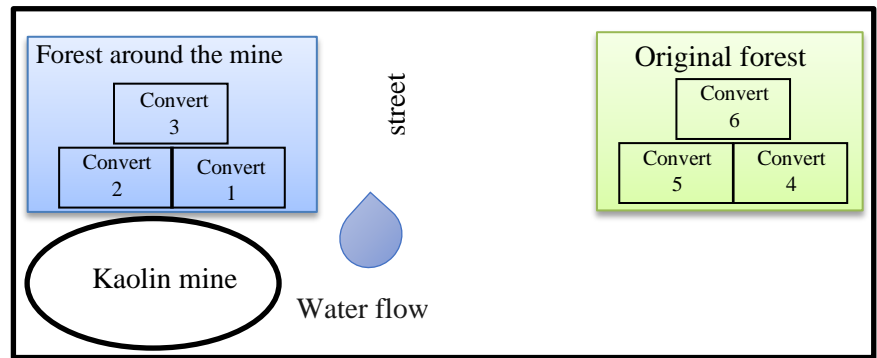 Forest around the mine
Convert
3
Convert
2
Convert
1
street
Original forest
Convert
6
Convert
5
Convert
4
Kaolin mine
Water flow